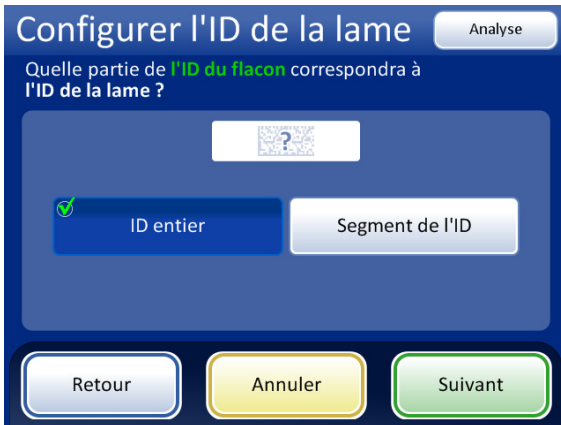 Configurer l'ID de la lame
Analyse
Quelle partie de l'ID du flacon correspondra à
l'ID de la lame ?
?
ID entier
Segment de l'ID
Retour
Annuler
Suivant